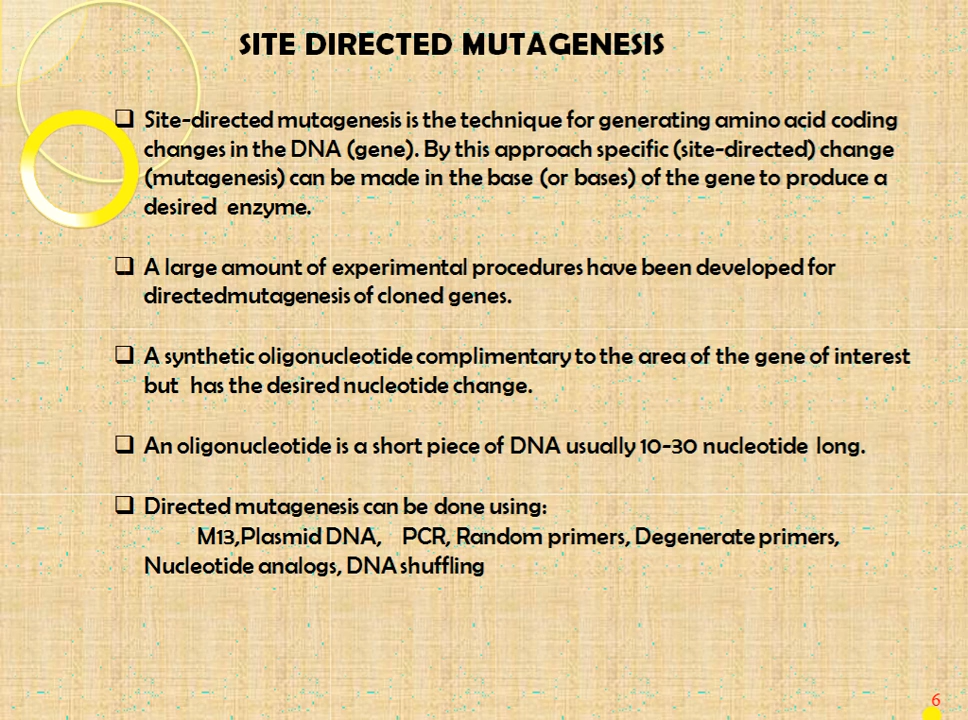 SITE DIRECTED MUTAGENESIS
❑ Site-directed mutagenesis is the technique for generating amino acid coding
changes in the DNA (gene). By this approach specific (site-directed) change
(mutagenesis) can be made in the base (or bases) of the gene to produce a
desired enzyme.
❑ A large amount of experimental procedures have been developed for
directedmutagenesis of cloned genes.
❑ A synthetic oligonucleotide complimentary to the area of the gene of interest
but has the desired nucleotide change.
❑ An oligonucleotide is a short piece of DNA usually 10-30 nucleotide long.
❑ Directed mutagenesis can be done using:
M13,Plasmid DNA, PCR, Random primers, Degenerate primers,
Nucleotide analogs, DNA shuffling
6